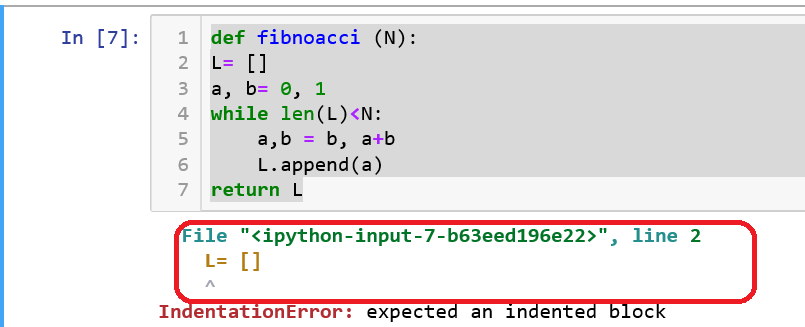 In [7]:
1 def fibnoacci (N):
2 L= []
3 a, b= 0, 1
4 while len(L)<N:
5     a,b = b, a+b
6     L.append(a)
7 return L
File "<ipython-input-7-b63eed196e22>", line 2
    L= []
    ^
IndentationError: expected an indented block